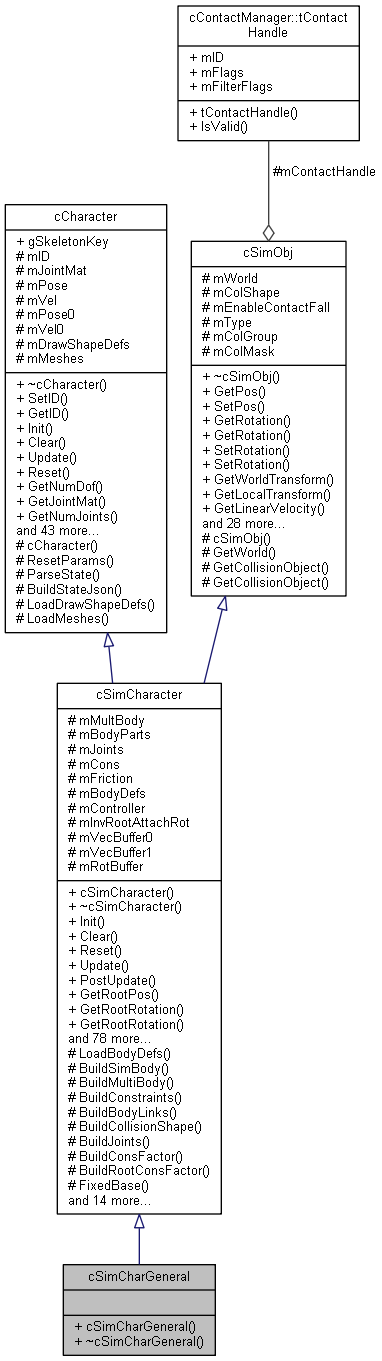 cContactManager::tContact
Handle
+ mID
+ mFlags
+ mFilterFlags
+ tContactHandle()
+ IsValid()
#mContactHandle
cCharacter
+ gSkeletonKey
# mID
# mJointMat
# mPose
# mVel
# mPose0
# mVel0
# mDrawShapeDefs
# mMeshes
+ ~cCharacter()
+ SetID()
+ GetID()
+ Init()
+ Clear()
+ Update()
+ Reset()
+ GetNumDof()
+ GetJointMat()
+ GetNumJoints()
and 43 more...
# cCharacter()
# ResetParams()
# ParseState()
# BuildStateJson()
# LoadDrawShapeDefs()
# LoadMeshes()
cSimObj
# mWorld
# mColShape
# mEnableContactFall
# mType
# mColGroup
# mColMask
+ ~cSimObj()
+ GetPos()
+ SetPos()
+ GetRotation()
+ GetRotation()
+ SetRotation()
+ SetRotation()
+ GetWorldTransform()
+ GetLocalTransform()
+ GetLinearVelocity()
and 28 more...
# cSimObj()
# GetWorld()
# GetCollisionObject()
# GetCollisionObject()
cSimCharacter
# mMultBody
# mBodyParts
# mJoints
# mCons
# mFriction
# mBodyDefs
# mController
# mInvRootAttachRot
# mVecBuffer0
# mVecBuffer1
# mRotBuffer
+ cSimCharacter()
+ ~cSimCharacter()
+ Init()
+ Clear()
+ Reset()
+ Update()
+ PostUpdate()
+ GetRootPos()
+ GetRootRotation()
+ GetRootRotation()
and 78 more...
# LoadBodyDefs()
# BuildSimBody()
# BuildMultiBody()
# BuildConstraints()
# BuildBodyLinks()
# BuildCollisionShape()
# BuildJoints()
# BuildConsFactor()
# BuildRootConsFactor()
# FixedBase()
and 14 more...
cSimCharGeneral
+ cSimCharGeneral()
+ ~cSimCharGeneral()